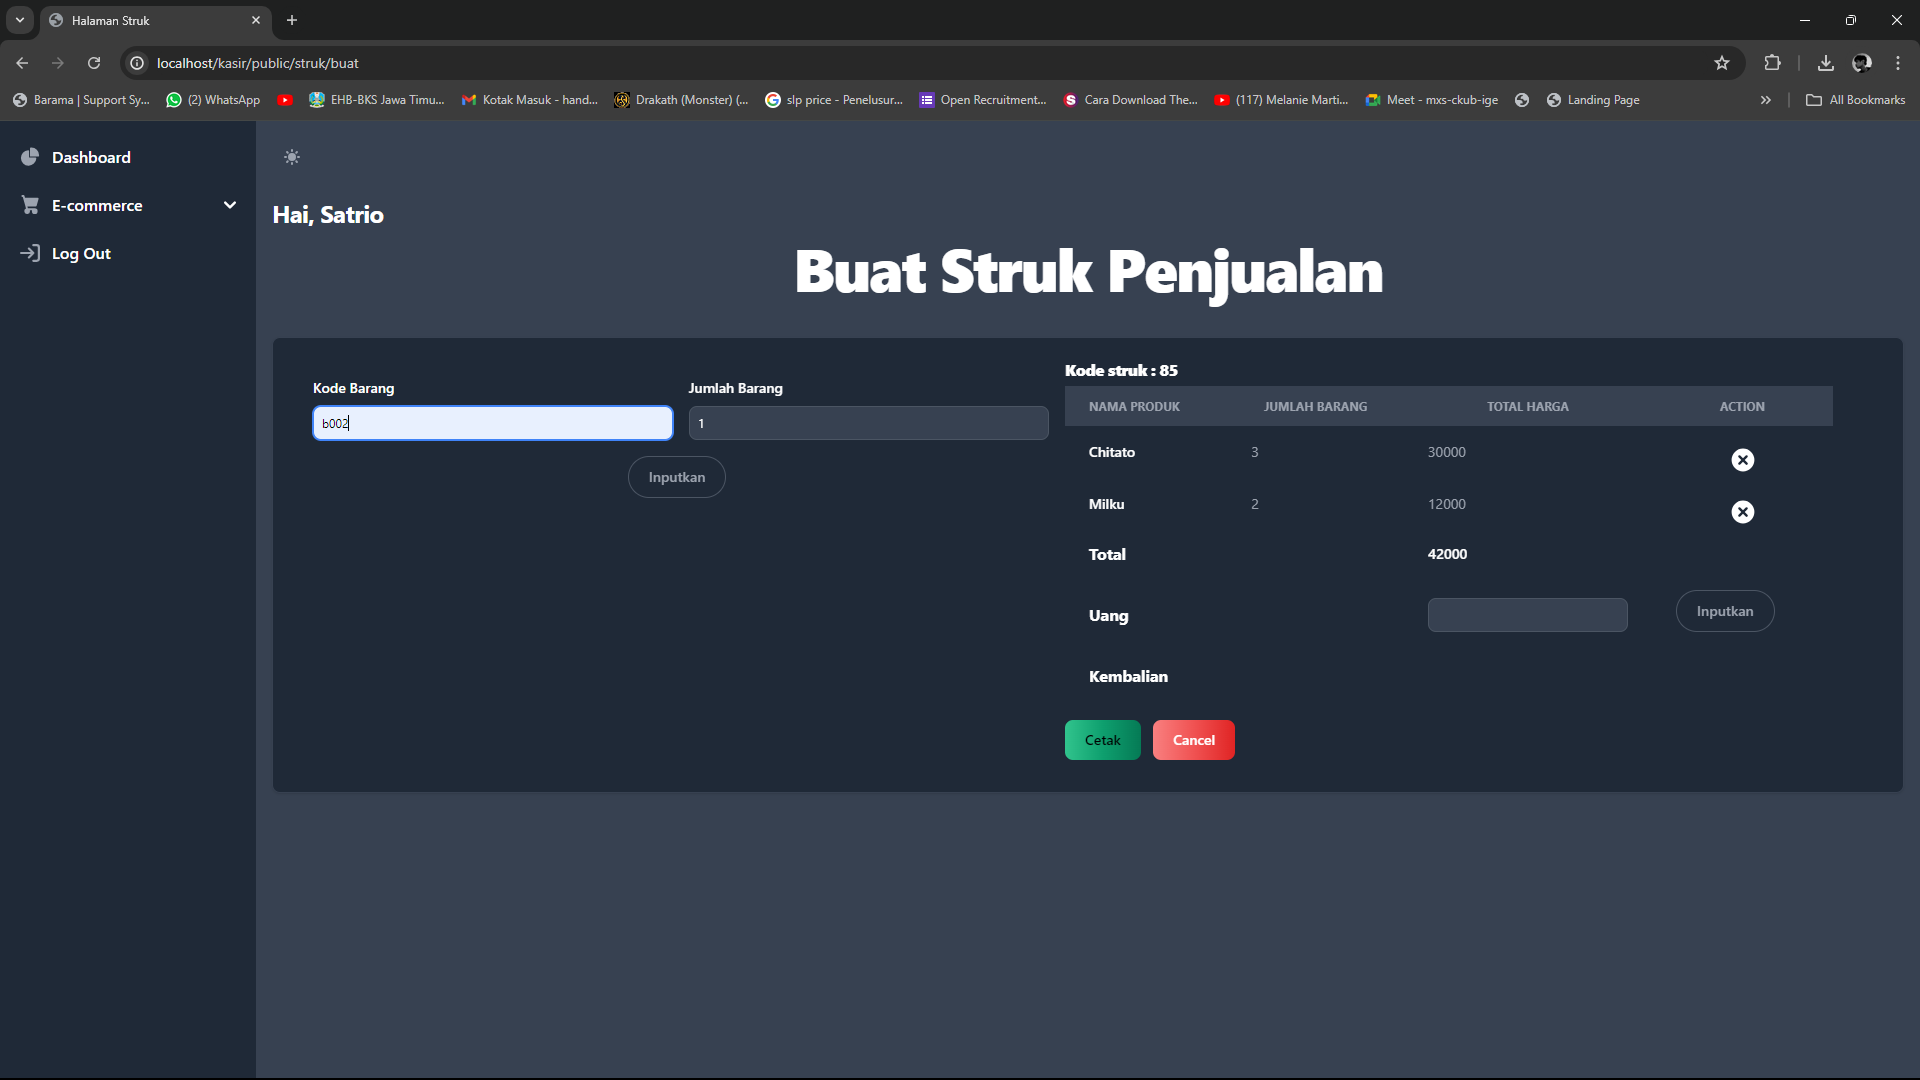 Halaman Struk
localhost/kasir/public/struk/buat
Barama | Support Sy... (2) WhatsApp EHB-BKS Jawa Timu... Kotak Masuk - hand... Drakath (Monster) (... slp price - Penelusur... Open Recruitment... Cara Download The... (117) Melanie Marti... Meet - mxs-ckub-ige Landing Page All Bookmarks
Dashboard
E-commerce
Log Out
Hai, Satrio
Buat Struk Penjualan
Kode Barang Jumlah Barang
b002 1
Inputkan
Kode struk : 85
NAMA PRODUK JUMLAH BARANG TOTAL HARGA ACTION
Chitato 3 30000
Milku 2 12000
Total 42000
Uang Inputkan
Kembalian
Cetak Cancel